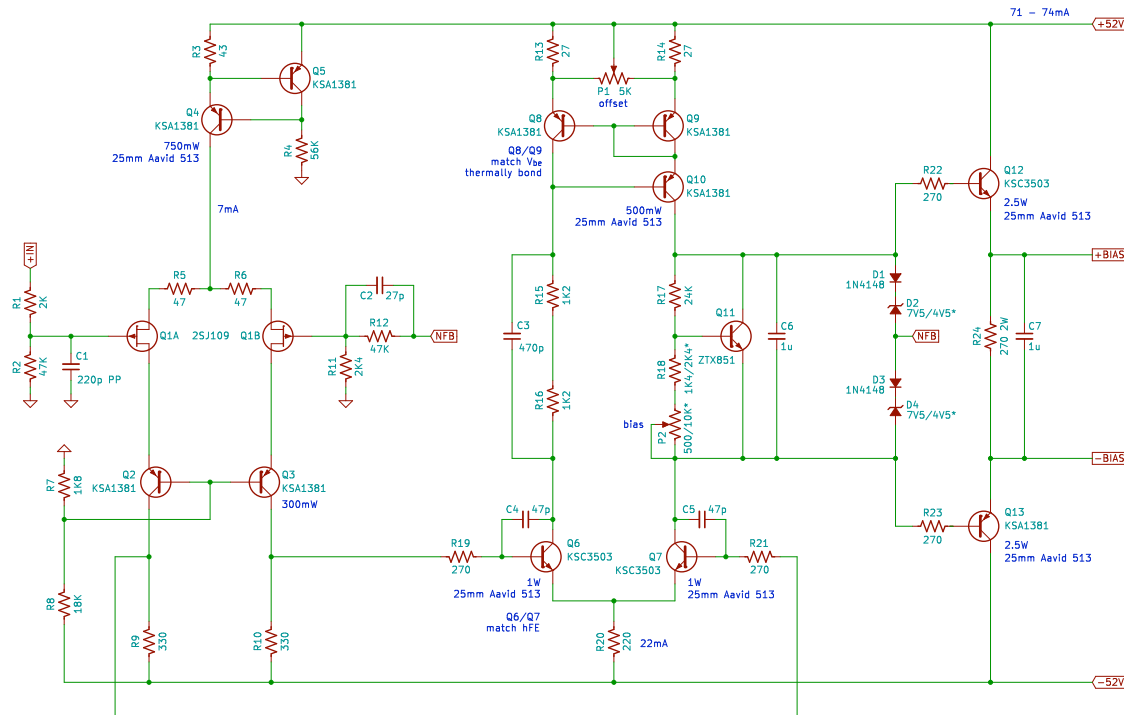 71 – 74mA
+52V
R3
43
Q5
KSA1381
Q4
KSA1381
750mW
25mm Aavid 513
R4
56K
7mA
R13
27
R14
27
P1
5K
offset
Q8
KSA1381
Q9
KSA1381
Q8/Q9
match Vbe
thermally bond
Q10
KSA1381
500mW
25mm Aavid 513
R22
270
Q12
KSC3503
2.5W
25mm Aavid 513
+BIAS
+IN
R1
2K
R2
47K
C1
220p PP
R5
47
R6
47
Q1A
2SJ109
Q1B
C2
27p
R12
47K
NFB
R11
2K4
C3
470p
R15
1K2
R16
1K2
R17
24K
R18
1K4/2K4*
bias
P2
500/10K*
Q11
ZTX851
C6
1u
D1
1N4148
D2
7V5/4V5*
NFB
D3
1N4148
D4
7V5/4V5*
R24
270 2W
C7
1u
-BIAS
R7
1K8
Q2
KSA1381
Q3
KSA1381
300mW
R8
18K
R9
330
R10
330
R19
270
C4
47p
Q6
KSC3503
1W
25mm Aavid 513
Q6/Q7
match hFE
C5
47p
Q7
KSC3503
R21
270
1W
25mm Aavid 513
R20
220
22mA
R23
270
Q13
KSA1381
2.5W
25mm Aavid 513
-52V